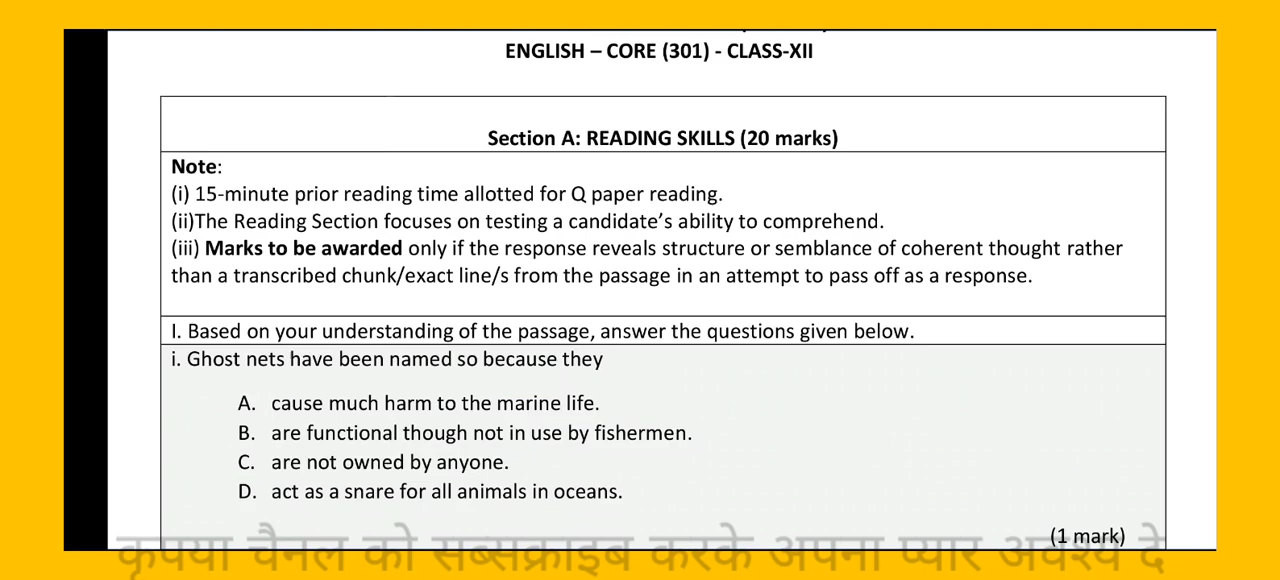 ENGLISH – CORE (301) - CLASS-XII
Section A: READING SKILLS (20 marks)
Note:
(i) 15-minute prior reading time allotted for Q paper reading.
(ii)The Reading Section focuses on testing a candidate's ability to comprehend.
(iii) Marks to be awarded only if the response reveals structure or semblance of coherent thought rather
than a transcribed chunk/exact line/s from the passage in an attempt to pass off as a response.
I. Based on your understanding of the passage, answer the questions given below.
i. Ghost nets have been named so because they
A. cause much harm to the marine life.
B. are functional though not in use by fishermen.
C. are not owned by anyone.
D. act as a snare for all animals in oceans.
(1 mark)
कृपया चैनल को सब्सक्राइब करके अपना प्यार अवश्य दे